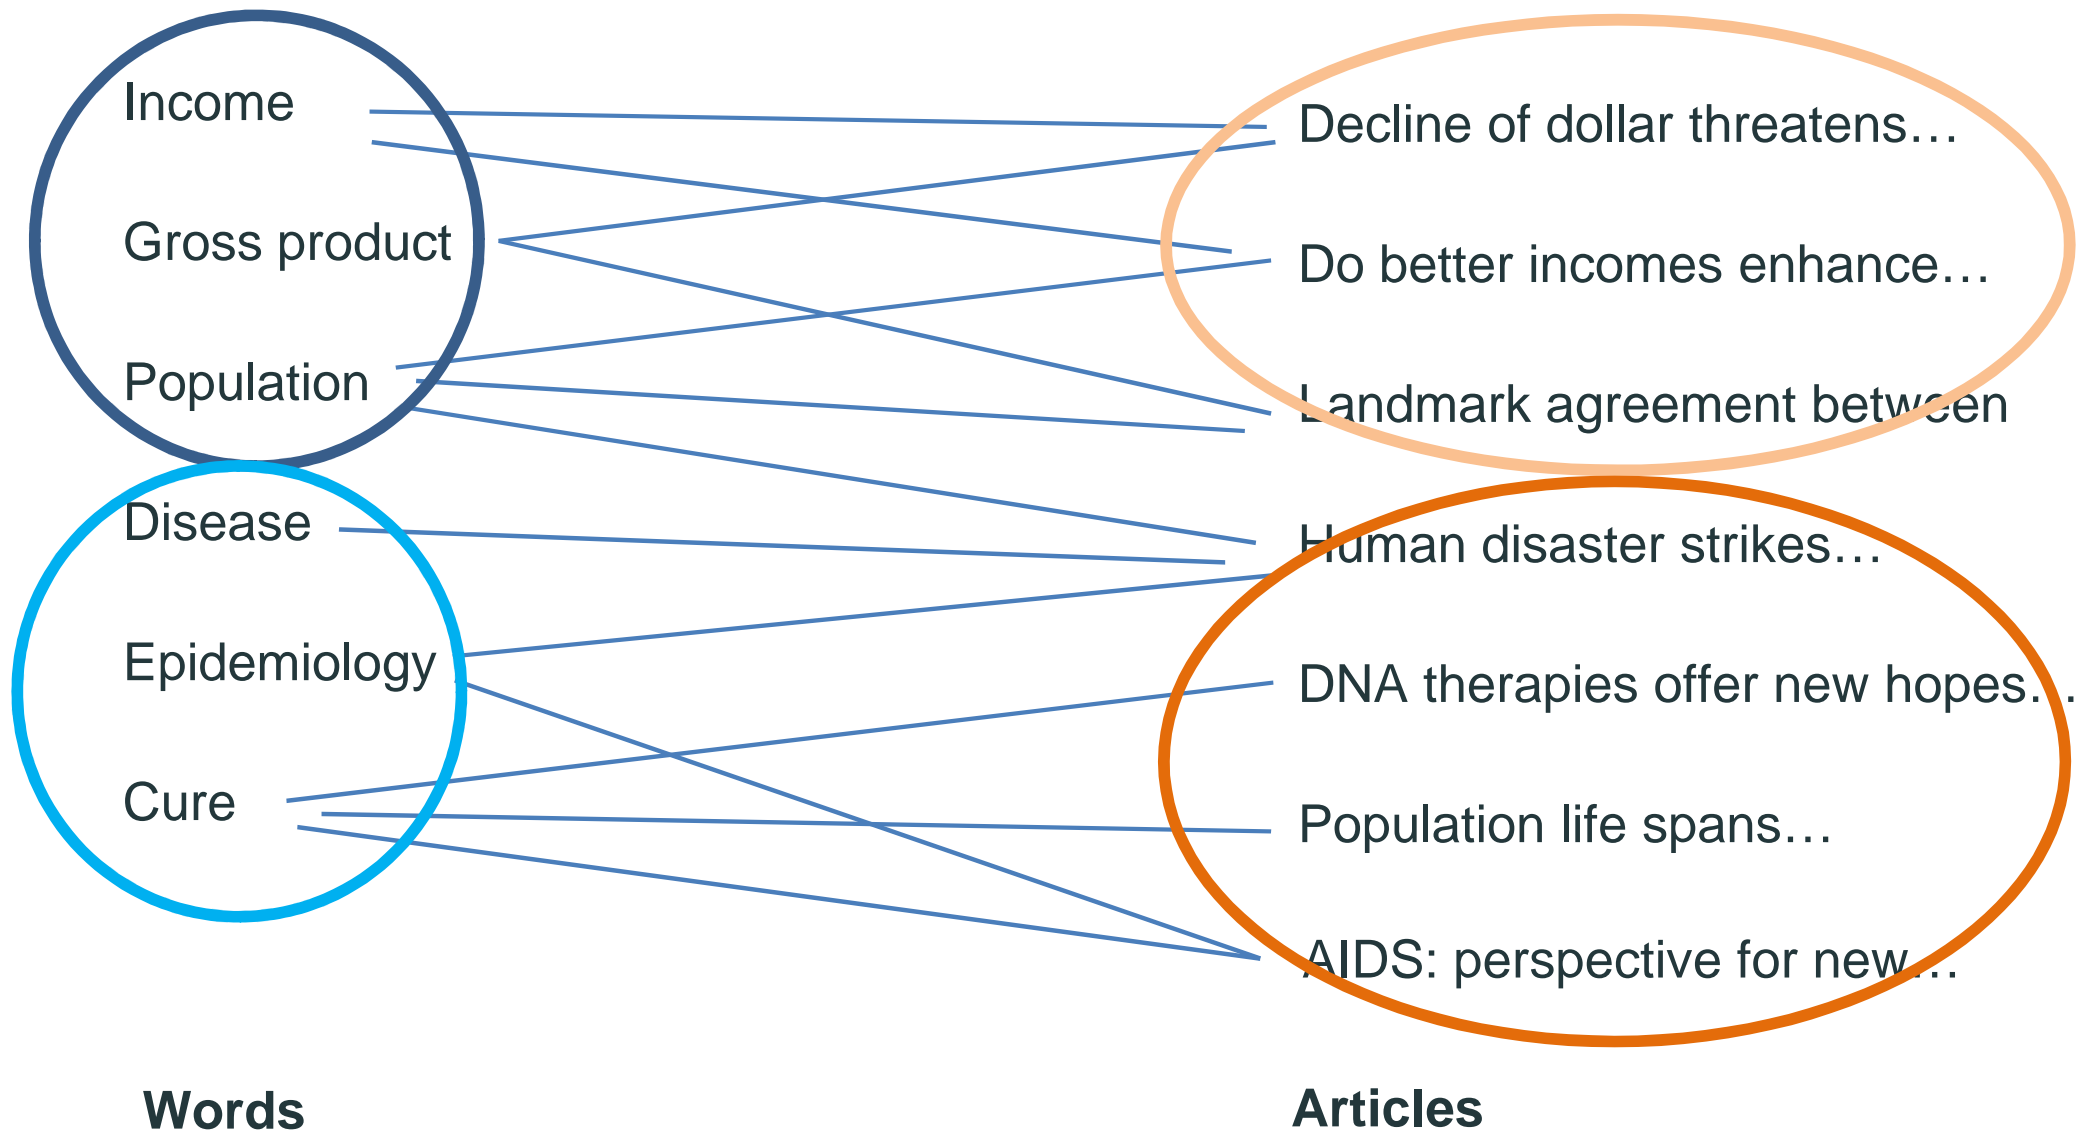 Income
Gross product
Population
Disease
Epidemiology
Cure
Words
Decline of dollar threatens…
Do better incomes enhance…
Landmark agreement between
Human disaster strikes…
DNA therapies offer new hopes…
Population life spans…
AIDS: perspective for new…
Articles